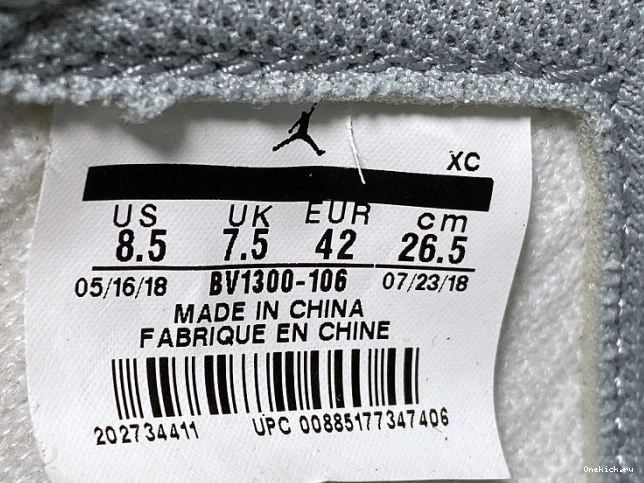 XC
US UK EUR cm
8.5 7.5 42 26.5
05/16/18 BV1300-106 07/23/18
MADE IN CHINA
FABRIQUE EN CHINE
202734411 UPC 00885177347406
Onekick.ru